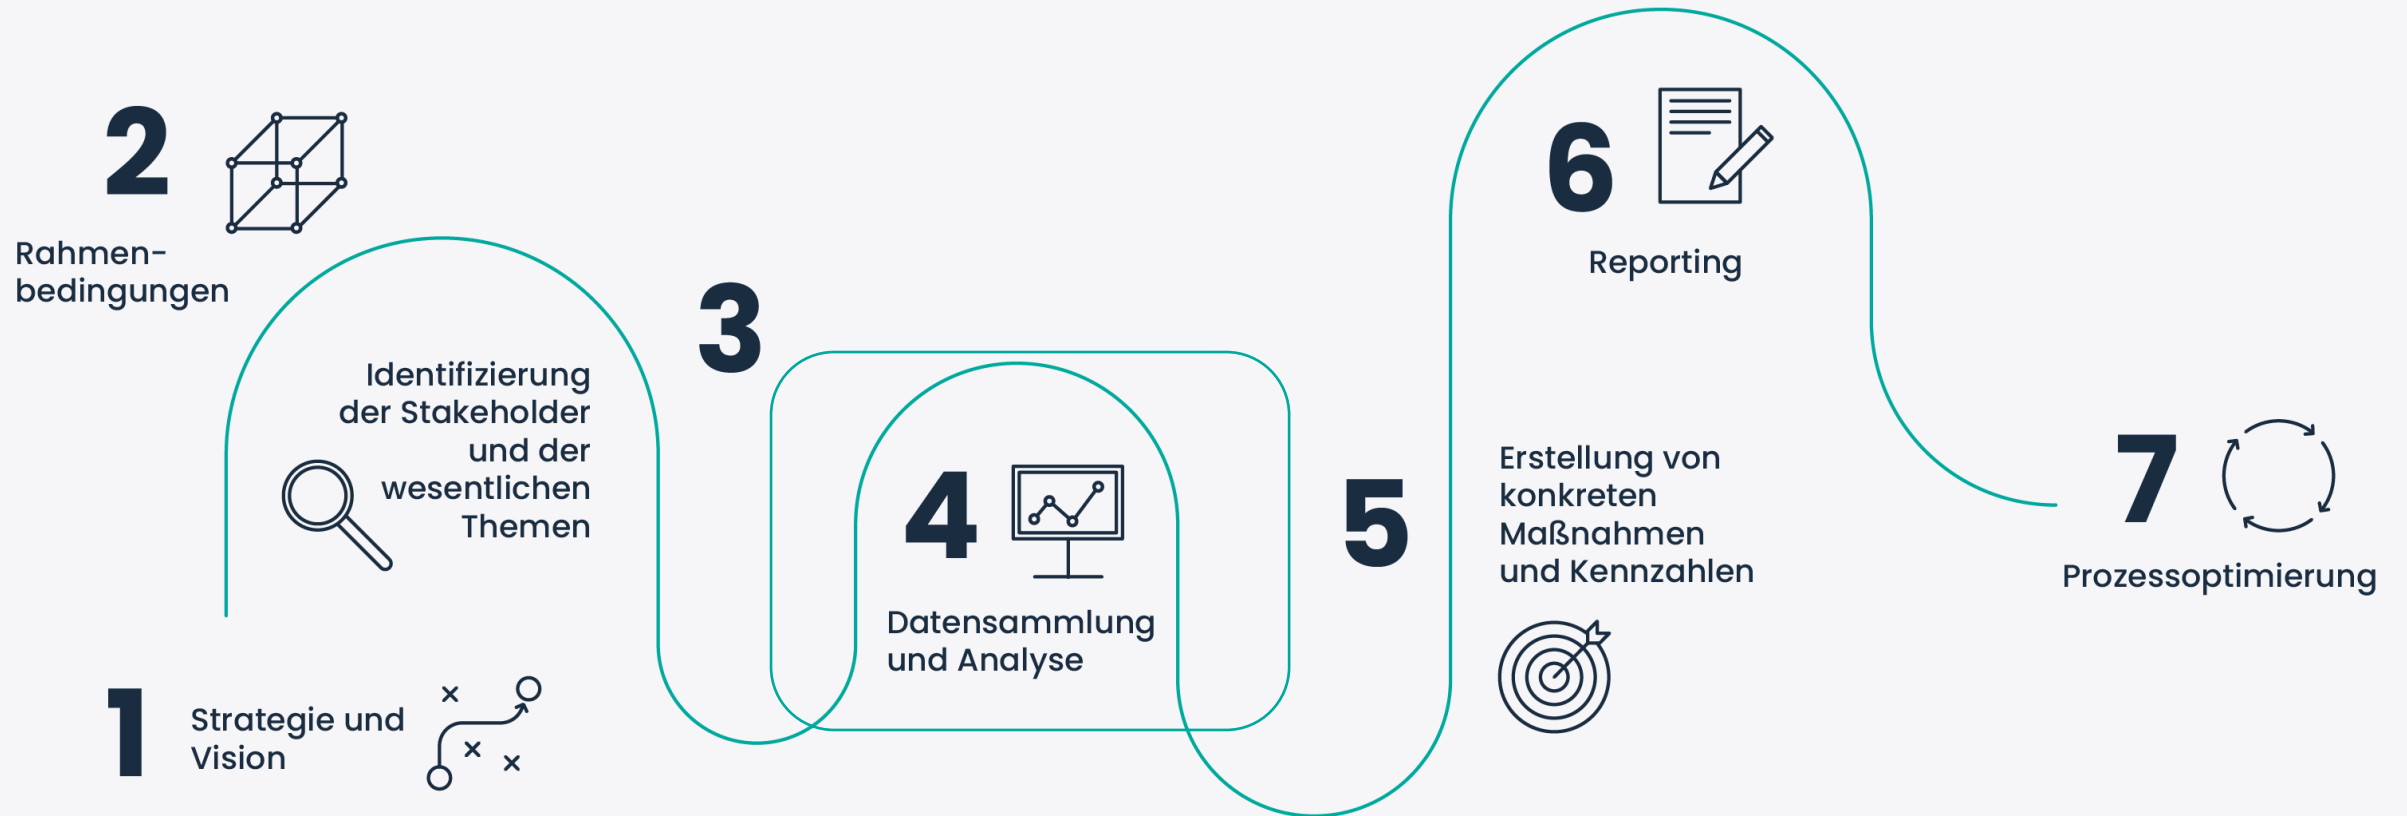 1
Strategie und
Vision
2
Rahmen-
bedingungen
3
Identifizierung
der Stakeholder
und der
wesentlichen
Themen
4
Datensammlung
und Analyse
5
Erstellung von
konkreten
Maßnahmen
und Kennzahlen
6
Reporting
7
Prozessoptimierung